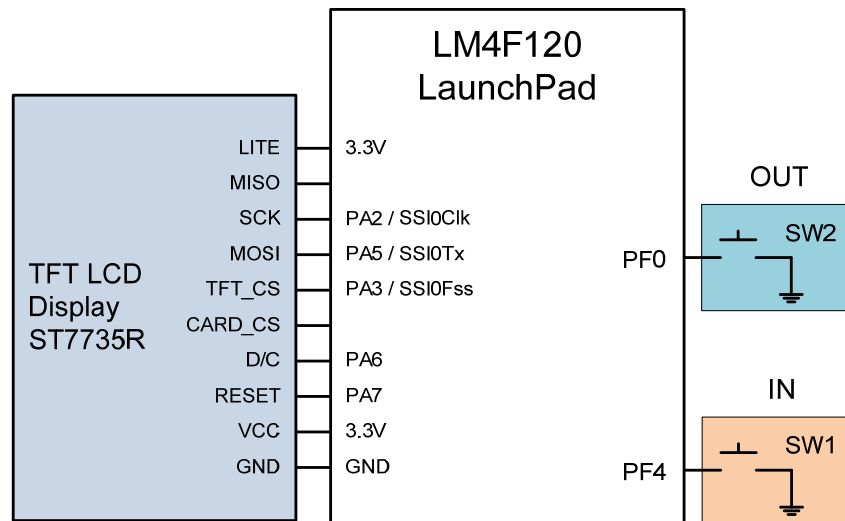 LM4F120
LaunchPad
TFT LCD
Display
ST7735R
LITE 3.3V
MISO
SCK PA2 / SSI0Clk
MOSI PA5 / SSI0Tx
TFT_CS PA3 / SSI0Fss
CARD_CS
D/C PA6
RESET PA7
VCC 3.3V
GND GND
OUT
PF0 SW2
IN
PF4 SW1